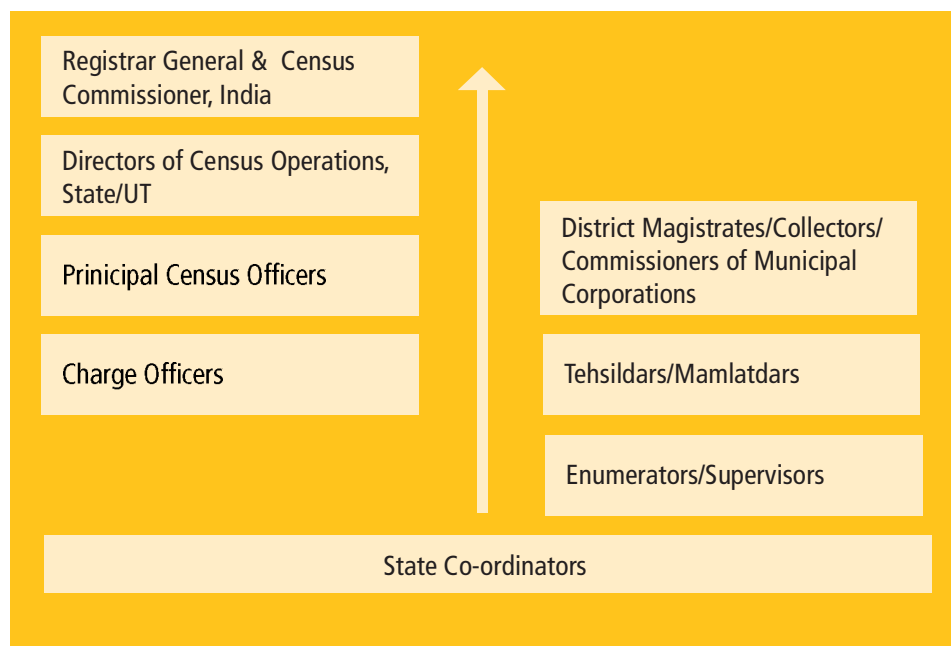 Registrar General & Census
Commissioner, India
Directors of Census Operations,
State/UT
Prinicipal Census Officers
Charge Officers
District Magistrates/Collectors/
Commissioners of Municipal
Corporations
Tehsildars/Mamlatdars
Enumerators/Supervisors
State Co-ordinators